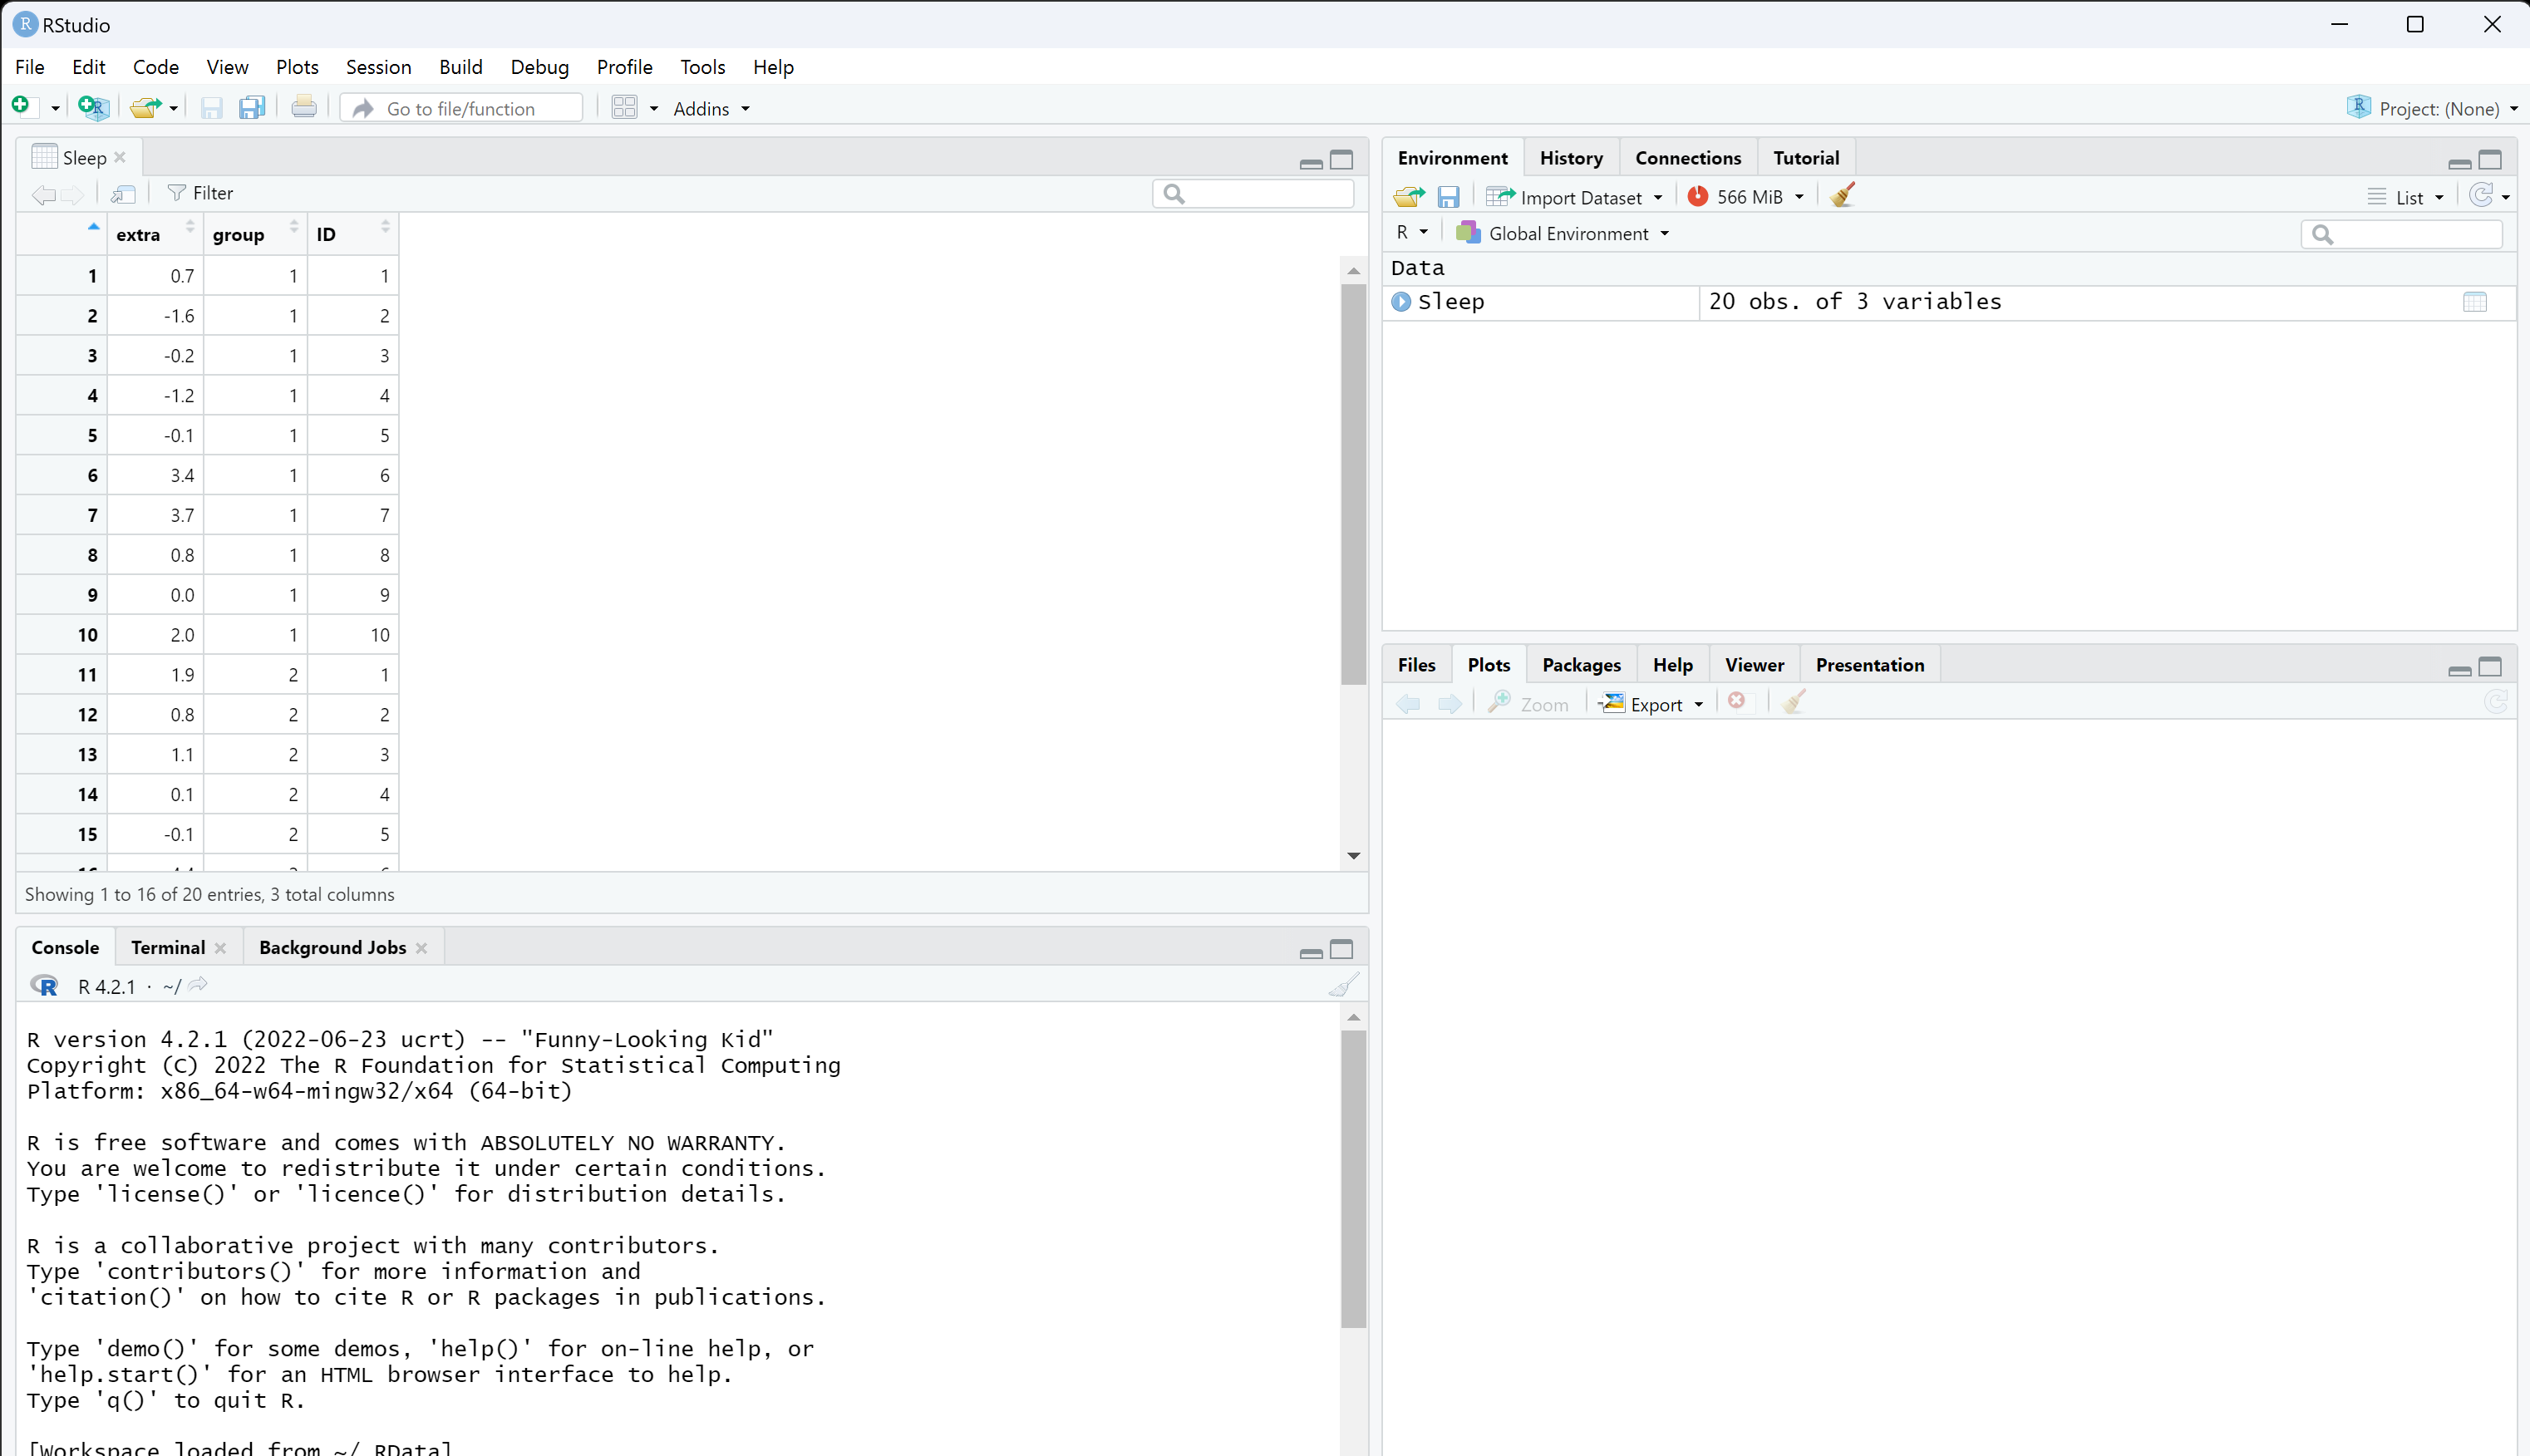 RStudio
File Edit Code View Plots Session Build Debug Profile Tools Help
Go to file/function Addins Project: (None)
Sleep
Filter
extra group ID
1 0.7 1 1
2 -1.6 1 2
3 -0.2 1 3
4 -1.2 1 4
5 -0.1 1 5
6 3.4 1 6
7 3.7 1 7
8 0.8 1 8
9 0.0 1 9
10 2.0 1 10
11 1.9 2 1
12 0.8 2 2
13 1.1 2 3
14 0.1 2 4
15 -0.1 2 5
Showing 1 to 16 of 20 entries, 3 total columns
Console Terminal Background Jobs
R 4.2.1 · ~/
R version 4.2.1 (2022-06-23 ucrt) -- "Funny-Looking Kid"
Copyright (C) 2022 The R Foundation for Statistical Computing
Platform: x86_64-w64-mingw32/x64 (64-bit)
R is free software and comes with ABSOLUTELY NO WARRANTY.
You are welcome to redistribute it under certain conditions.
Type 'license()' or 'licence()' for distribution details.
R is a collaborative project with many contributors.
Type 'contributors()' for more information and
'citation()' on how to cite R or R packages in publications.
Type 'demo()' for some demos, 'help()' for on-line help, or
'help.start()' for an HTML browser interface to help.
Type 'q()' to quit R.
[Workspace loaded from ~/.RData]
Environment History Connections Tutorial
Import Dataset 566 MiB List
R Global Environment
Data
Sleep 20 obs. of 3 variables
Files Plots Packages Help Viewer Presentation
Zoom Export